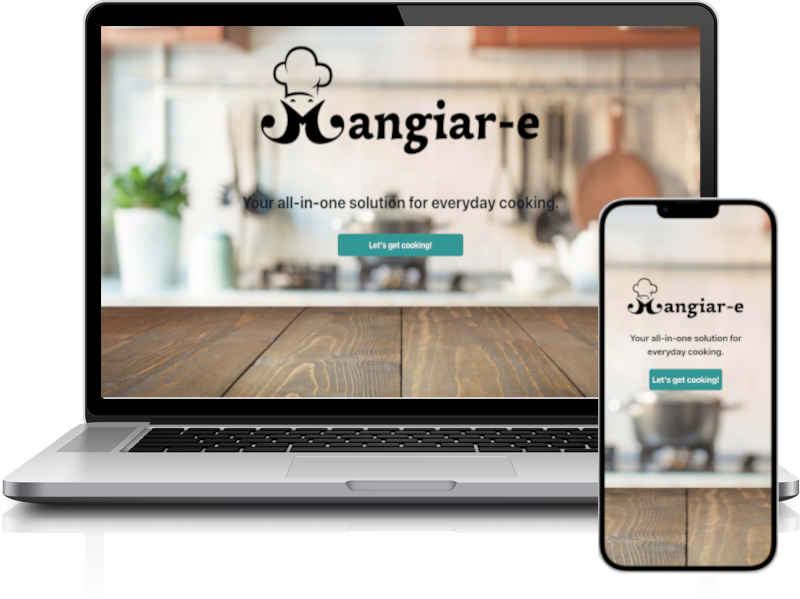 Mangiar-e
Your all-in-one solution for everyday cooking.
Let's get cooking!
Mangiar-e
Your all-in-one solution for
everyday cooking.
Let's get cooking!